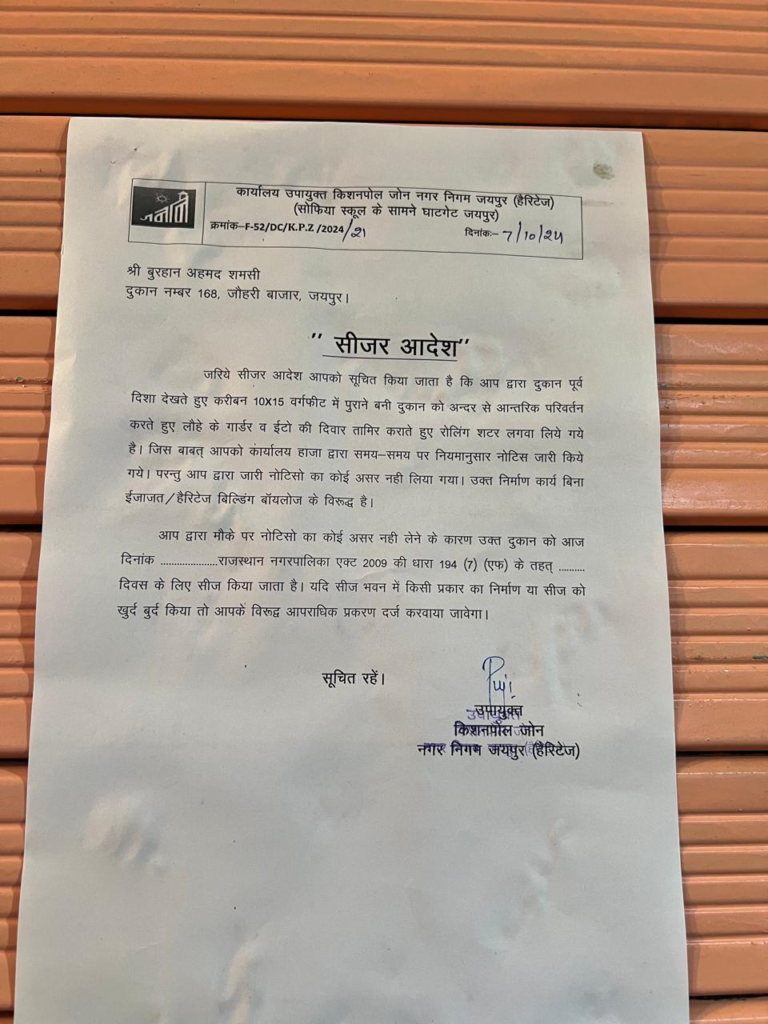 कार्यालय उपायुक्त किशनपोल जोन नगर निगम जयपुर (हैरिटेज)
(सोफिया स्कूल के सामने घाटगेट जयपुर)
क्रमांक-F-52/DC/K.P.Z /2024/21 दिनांक:- 7/10/24
श्री बुरहान अहमद शमसी
दुकान नम्बर 168, जौहरी बाजार, जयपुर।
" सीजर आदेश"
जरिये सीजर आदेश आपको सूचित किया जाता है कि आप द्वारा दुकान पूर्व
दिशा देखते हुए करीबन 10X15 वर्गफीट में पुराने बनी दुकान को अन्दर से आन्तरिक परिवर्तन
करते हुए लौहे के गार्डर व ईटो की दिवार तामिर कराते हुए रोलिंग शटर लगवा लिये गये
है। जिस बाबत् आपको कार्यालय हाजा द्वारा समय-समय पर नियमानुसार नोटिस जारी किये
गये। परन्तु आप द्वारा जारी नोटिसो का कोई असर नही लिया गया। उक्त निर्माण कार्य बिना
ईजाजत/हैरिटेज बिल्डिंग बॉयलोज के विरूद्ध है।
आप द्वारा मौके पर नोटिसो का कोई असर नही लेने के कारण उक्त दुकान को आज
दिनांक .....................राजस्थान नगरपालिका एक्ट 2009 की धारा 194 (7) (एफ) के तहत् ..........
दिवस के लिए सीज किया जाता है। यदि सीज भवन में किसी प्रकार का निर्माण या सीज को
खुर्द बुर्द किया तो आपकें विरूद्व आपराधिक प्रकरण दर्ज करवाया जावेगा।
सूचित रहें।
उपायुक्त
किशनपोल जोन
नगर निगम जयपुर (हैरिटेज)